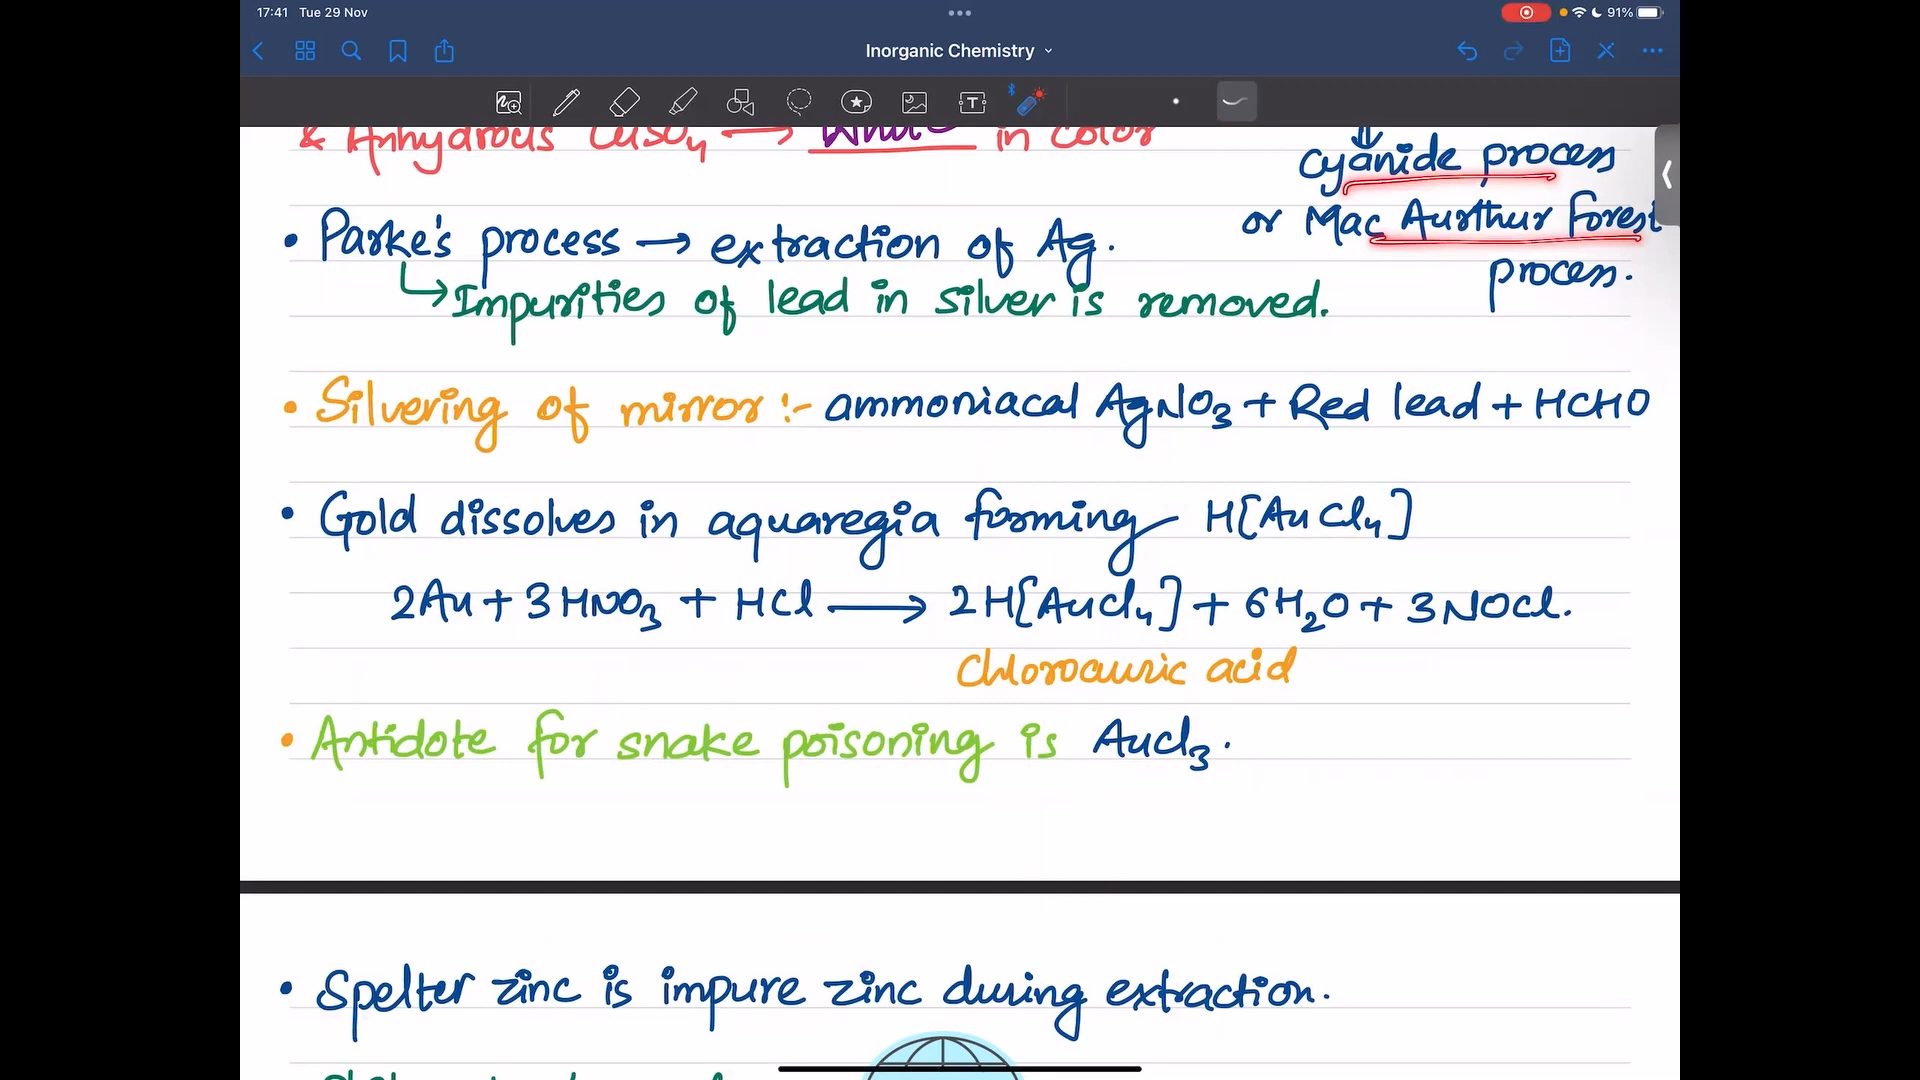 17:41 Tue 29 Nov
91%
Inorganic Chemistry
& Anhydrous CuSO4 → in color
Cyanide process
or Mac Aurthur Forest
process.
• Parke's process → extraction of Ag.
↳ Impurities of lead in silver is removed.
• Silvering of mirror :- ammoniacal AgNO3 + Red lead + HCHO
• Gold dissolves in aquaregia forming H[AuCl4]
2Au + 3HNO3 + HCl → 2H[AuCl4] + 6H2O + 3NOCl.
Chloroauric acid
• Antidote for snake poisoning is AuCl3.
• Spelter zinc is impure zinc during extraction.